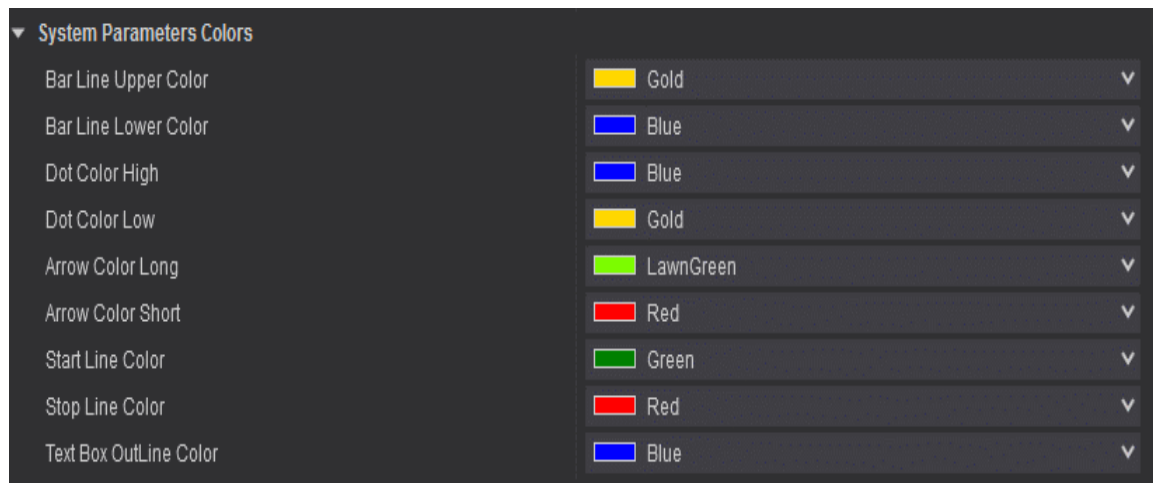 System Parameters Colors
Bar Line Upper Color Gold
Bar Line Lower Color Blue
Dot Color High Blue
Dot Color Low Gold
Arrow Color Long LawnGreen
Arrow Color Short Red
Start Line Color Green
Stop Line Color Red
Text Box OutLine Color Blue